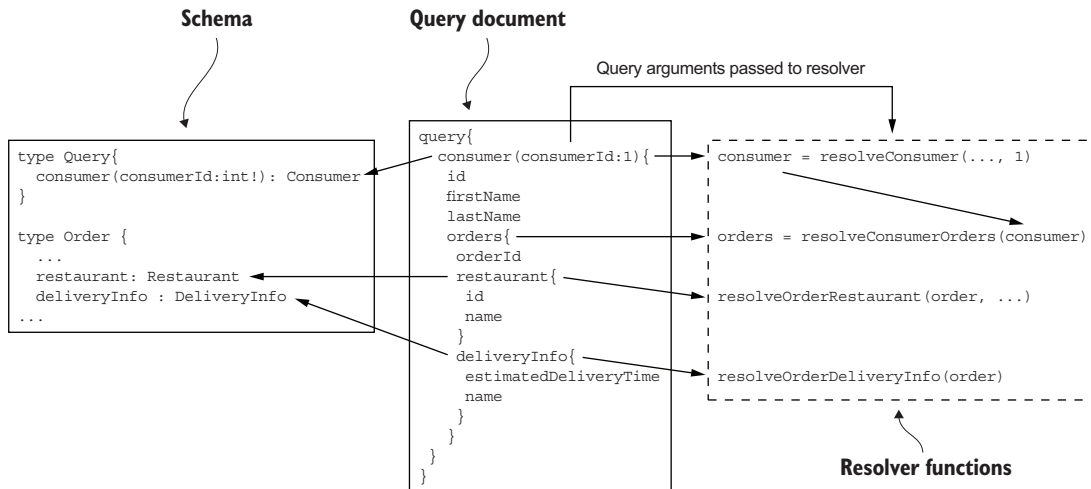 Schema
Query document
Query arguments passed to resolver
type Query{
consumer(consumerId:int!): Consumer
}
type Order {
...
restaurant: Restaurant
deliveryInfo : DeliveryInfo
...
query{
consumer(consumerId:1){
id
firstName
lastName
orders{
orderId
restaurant{
id
name
}
deliveryInfo{
estimatedDeliveryTime
name
}
}
}
}
consumer = resolveConsumer(..., 1)
orders = resolveConsumerOrders(consumer)
resolveOrderRestaurant(order, ...)
resolveOrderDeliveryInfo(order)
Resolver functions